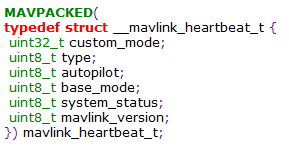 MAVPACKED(
typedef struct __mavlink_heartbeat_t {
 uint32_t custom_mode;
 uint8_t type;
 uint8_t autopilot;
 uint8_t base_mode;
 uint8_t system_status;
 uint8_t mavlink_version;
}) mavlink_heartbeat_t;